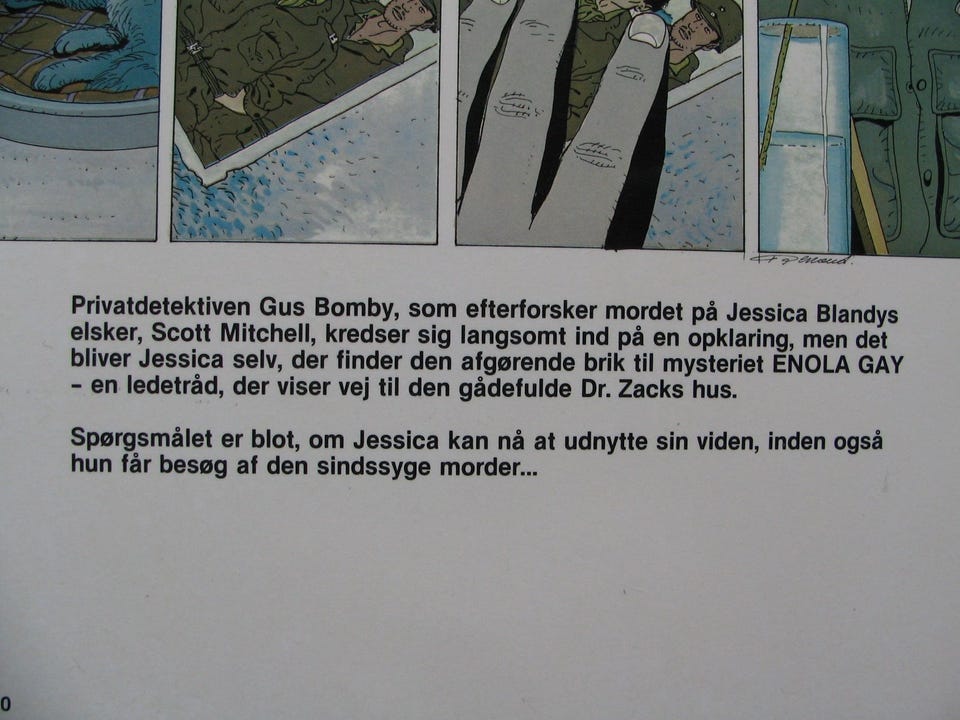 Privatdetektiven Gus Bomby, som efterforsker mordet på Jessica Blandys
elsker, Scott Mitchell, kredser sig langsomt ind på en opklaring, men det
bliver Jessica selv, der finder den afgørende brik til mysteriet ENOLA GAY
– en ledetråd, der viser vej til den gådefulde Dr. Zacks hus.
Spørgsmålet er blot, om Jessica kan nå at udnytte sin viden, inden også
hun får besøg af den sindssyge morder...
0